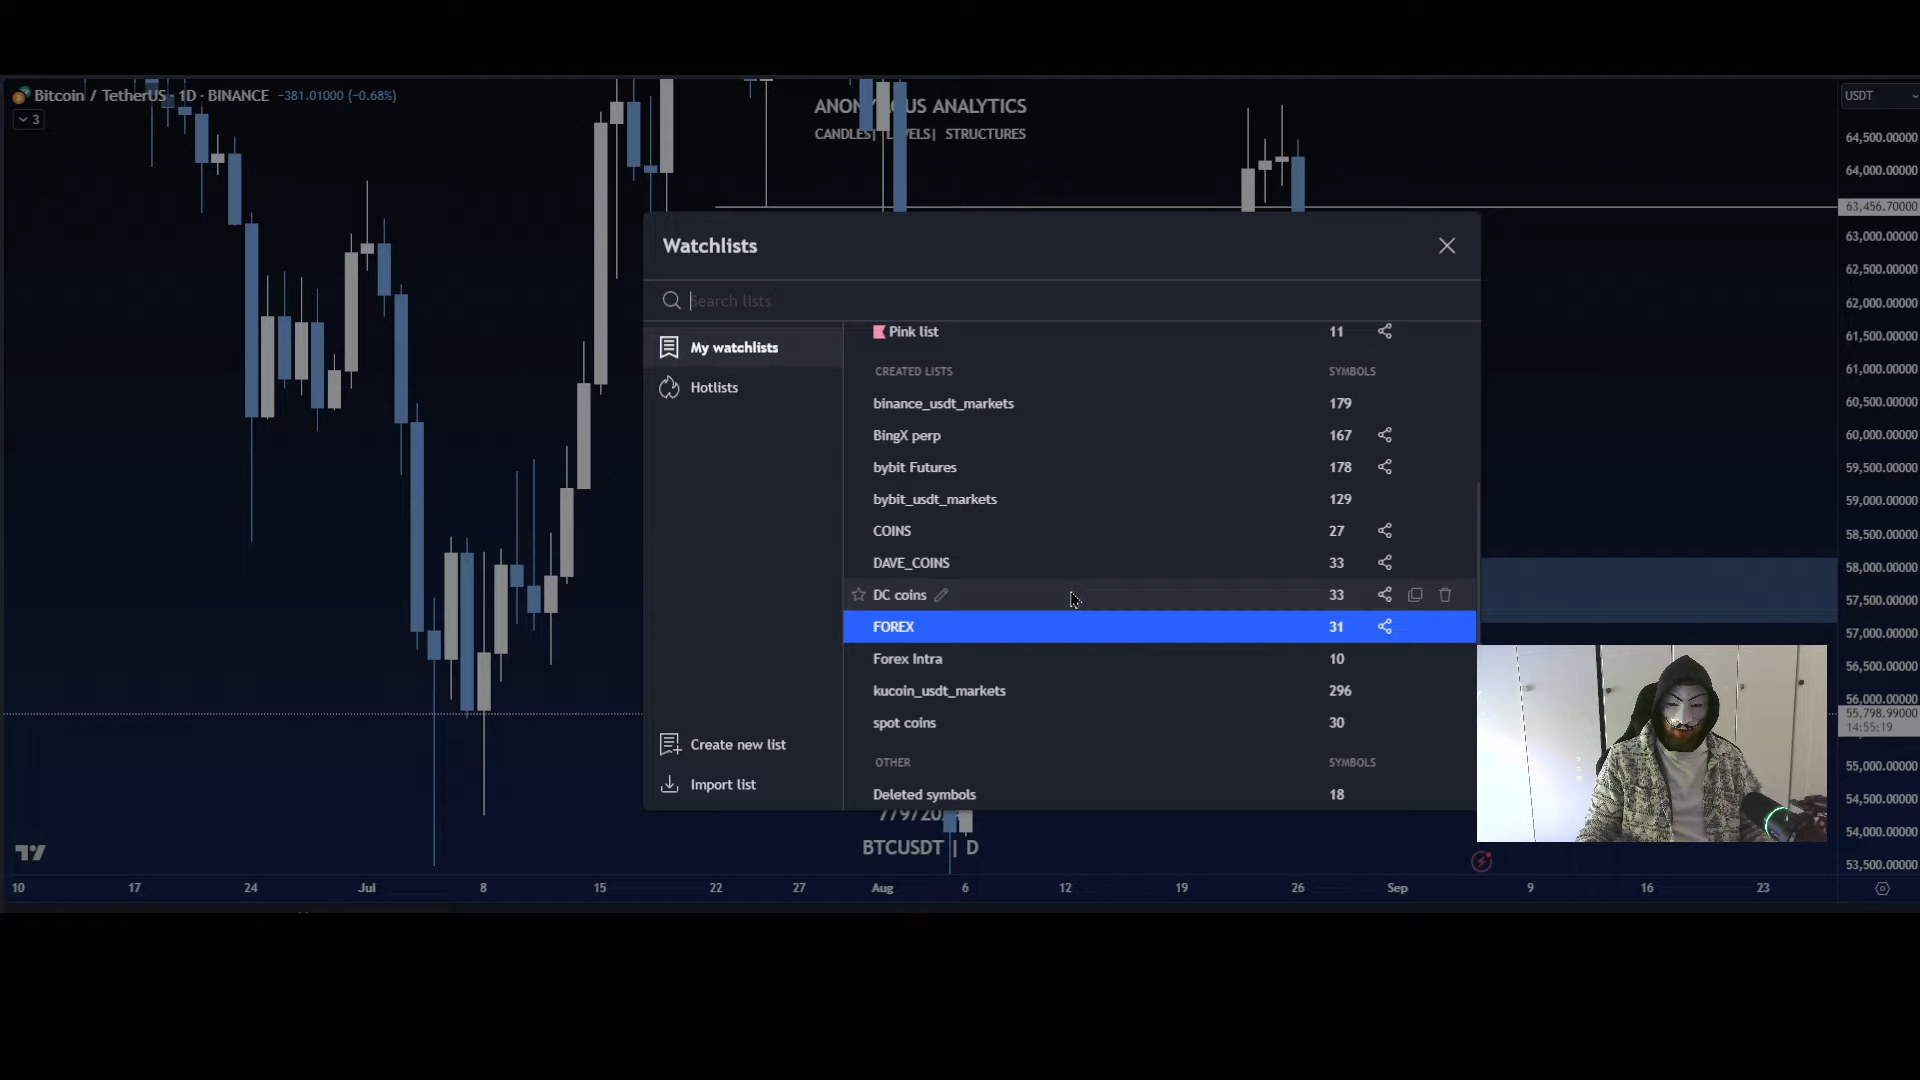 Bitcoin / TetherUS · 1D · BINANCE −381.01000 (−0.68%)
3
CANDLES| LEVELS| STRUCTURES
USDT
64,500.00000
64,000.00000
63,456.70000
63,000.00000
62,500.00000
62,000.00000
61,500.00000
61,000.00000
60,500.00000
60,000.00000
59,500.00000
59,000.00000
58,500.00000
58,000.00000
57,500.00000
57,000.00000
56,500.00000
56,000.00000
55,798.99000
14:55:19
55,000.00000
54,500.00000
54,000.00000
53,500.00000
Watchlists
Search lists
My watchlists
Hotlists
Create new list
Import list
Pink list 11
CREATED LISTS SYMBOLS
binance_usdt_markets 179
BingX perp 167
bybit Futures 178
bybit_usdt_markets 129
COINS 27
DAVE_COINS 33
DC coins 33
FOREX 31
Forex Intra 10
kucoin_usdt_markets 296
spot coins 30
OTHER SYMBOLS
Deleted symbols 18
BTCUSDT | D
10 17 24 Jul 8 15 22 27 Aug 6 12 19 26 Sep 9 16 23